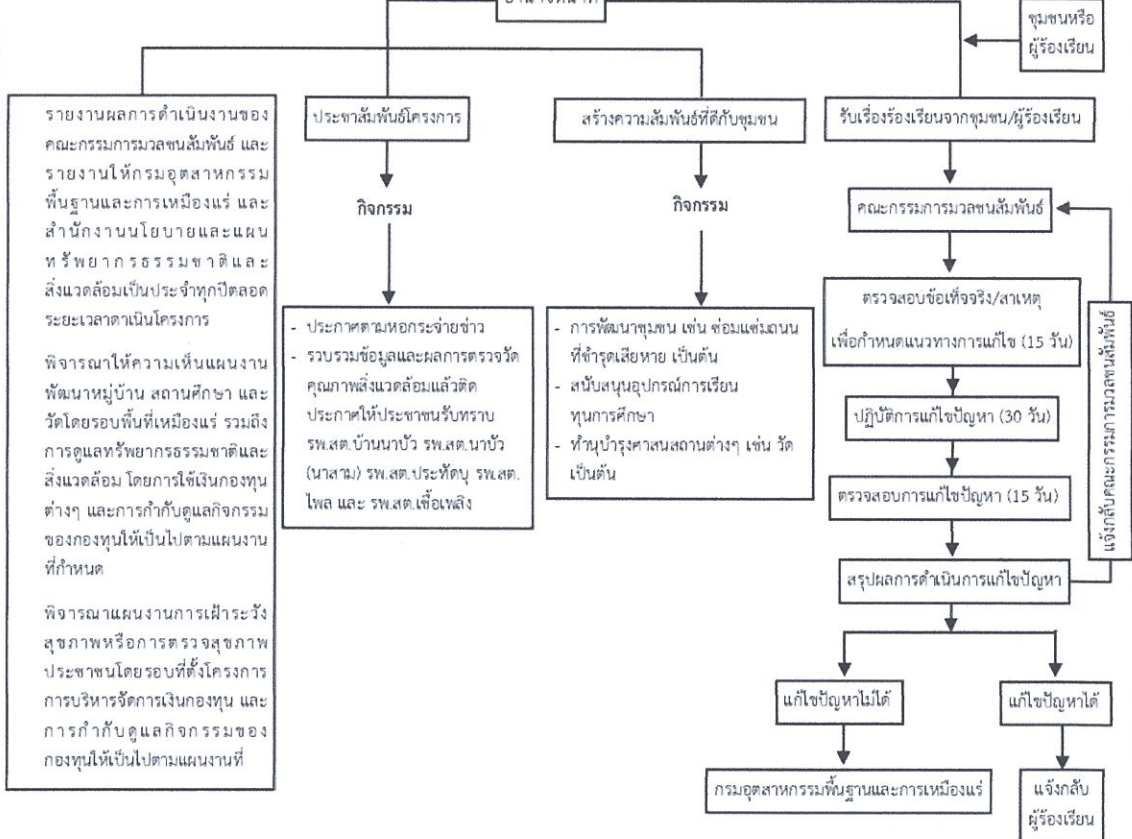 อำนาจหน้าที่
ชุมชนหรือ
ผู้ร้องเรียน
รายงานผลการดำเนินงานของ
คณะกรรมการมวลชนสัมพันธ์ และ
รายงานให้กรมอุตสาหกรรม
พื้นฐานและการเหมืองแร่ และ
สำนักงานนโยบายและแผน
ทรัพยากรธรรมชาติและ
สิ่งแวดล้อมเป็นประจำทุกปีตลอด
ระยะเวลาดาเนินโครงการ
พิจารณาให้ความเห็นแผนงาน
พัฒนาหมู่บ้าน สถานศึกษา และ
วัดโดยรอบพื้นที่เหมืองแร่ รวมถึง
การดูแลทรัพยากรธรรมชาติและ
สิ่งแวดล้อม โดยการใช้เงินกองทุน
ต่างๆ และการกำกับดูแลกิจกรรม
ของกองทุนให้เป็นไปตามแผนงาน
ที่กำหนด
พิจารณาแผนงานการเฝ้าระวัง
สุขภาพหรือการตรวจสุขภาพ
ประชาชนโดยรอบที่ตั้งโครงการ
การบริหารจัดการเงินกองทุน และ
การกำกับดูแลกิจกรรมของ
กองทุนให้เป็นไปตามแผนงานที่
ประชาสัมพันธ์โครงการ
กิจกรรม
- ประกาศตามหอกระจ่ายข่าว
- รวบรวมข้อมูลและผลการตรวจวัด
คุณภาพสิ่งแวดล้อมแล้วติด
ประกาศให้ประชาชนรับทราบ
รพ.สต.บ้านนาบัว รพ.สต.นาบัว
(นาสาม) รพ.สต.ประทัดบุ รพ.สต.
ไพล และ รพ.สต.เชื้อเพลิง
สร้างความสัมพันธ์ที่ดีกับชุมชน
กิจกรรม
- การพัฒนาชุมชน เช่น ซ่อมแซ่มถนน
ที่ชำรุดเสียหาย เป็นต้น
- สนับสนุนอุปกรณ์การเรียน
ทุนการศึกษา
- ทำนุบำรุงศาสนสถานต่างๆ เช่น วัด
เป็นต้น
รับเรื่องร้องเรียนจากชุมชน/ผู้ร้องเรียน
คณะกรรมการมวลชนสัมพันธ์
ตรวจสอบข้อเท็จจริง/สาเหตุ
เพื่อกำหนดแนวทางการแก้ไข (15 วัน)
ปฏิบัติการแก้ไขปัญหา (30 วัน)
ตรวจสอบการแก้ไขปัญหา (15 วัน)
สรุปผลการดำเนินการแก้ไขปัญหา
แจ้งกลับคณะกรรมการมวลชนสัมพันธ์
แก้ไขปัญหาไม่ได้
แก้ไขปัญหาได้
กรมอุตสาหกรรมพื้นฐานและการเหมืองแร่
แจ้งกลับ
ผู้ร้องเรียน